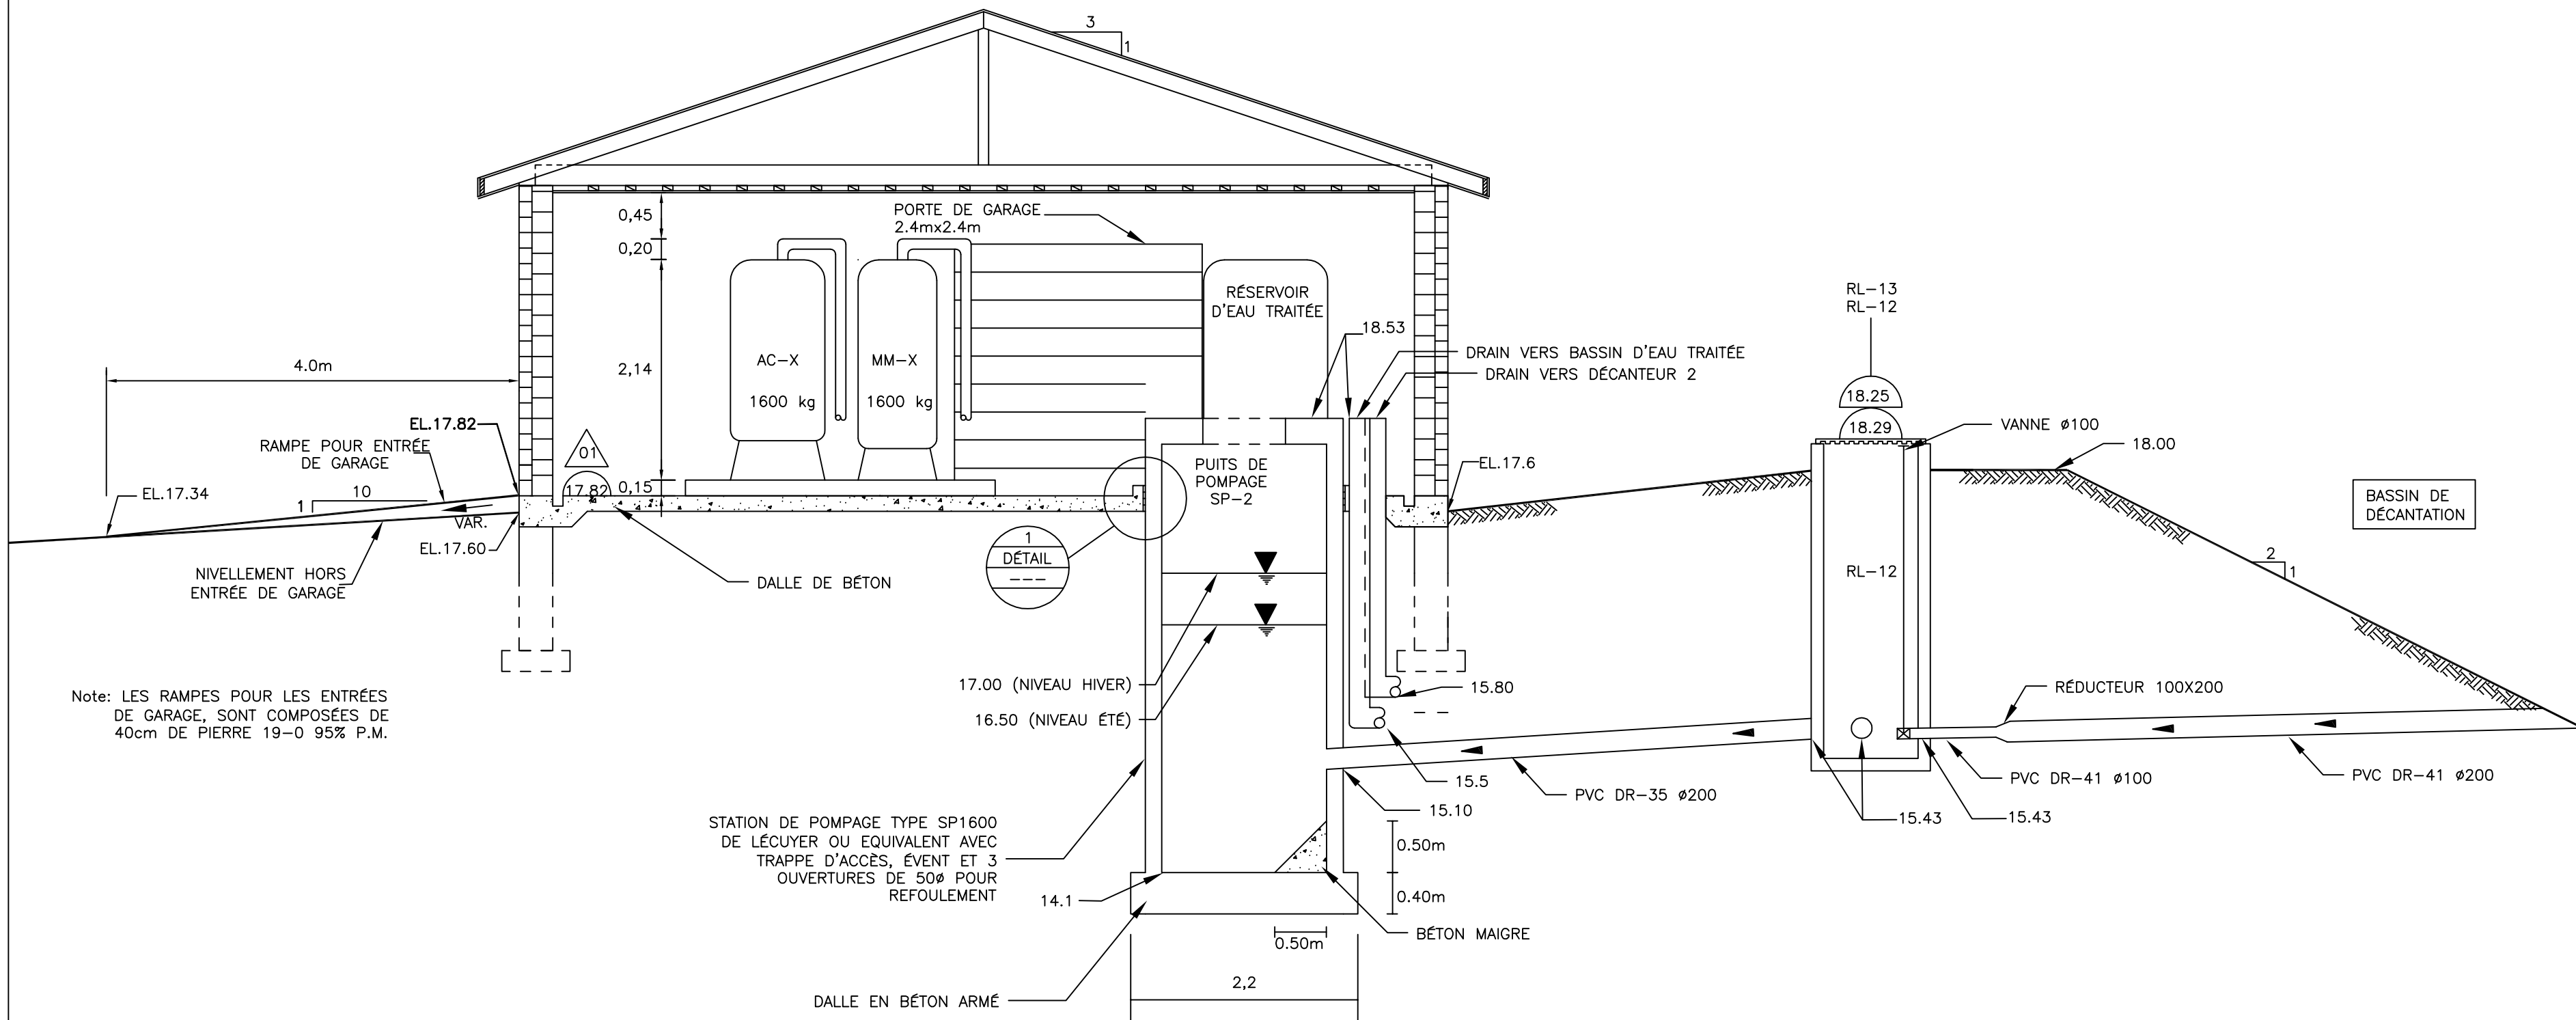 3
1
0,45
0,20
2,14
0,15
PORTE DE GARAGE
2.4mx2.4m
RÉSERVOIR
D'EAU TRAITÉE
AC-X
1600 kg
MM-X
1600 kg
18.53
DRAIN VERS BASSIN D'EAU TRAITÉE
DRAIN VERS DÉCANTEUR 2
RL-13
RL-12
18.25
18.29
VANNE ø100
18.00
4.0m
EL.17.82
RAMPE POUR ENTRÉE
DE GARAGE
EL.17.34
1
10
VAR.
EL.17.60
NIVELLEMENT HORS
ENTRÉE DE GARAGE
01
17.82
DALLE DE BÉTON
1
DÉTAIL
---
PUITS DE
POMPAGE
SP-2
EL.17.6
BASSIN DE
DÉCANTATION
2
1
RL-12
17.00 (NIVEAU HIVER)
16.50 (NIVEAU ÉTÉ)
15.80
15.5
15.10
RÉDUCTEUR 100X200
PVC DR-35 ø200
PVC DR-41 ø100
PVC DR-41 ø200
15.43
15.43
Note: LES RAMPES POUR LES ENTRÉES
DE GARAGE, SONT COMPOSÉES DE
40cm DE PIERRE 19-0 95% P.M.
STATION DE POMPAGE TYPE SP1600
DE LÉCUYER OU EQUIVALENT AVEC
TRAPPE D'ACCÈS, ÉVENT ET 3
OUVERTURES DE 50ø POUR
REFOULEMENT
14.1
0.50m
0.40m
0.50m
BÉTON MAIGRE
2,2
DALLE EN BÉTON ARMÉ